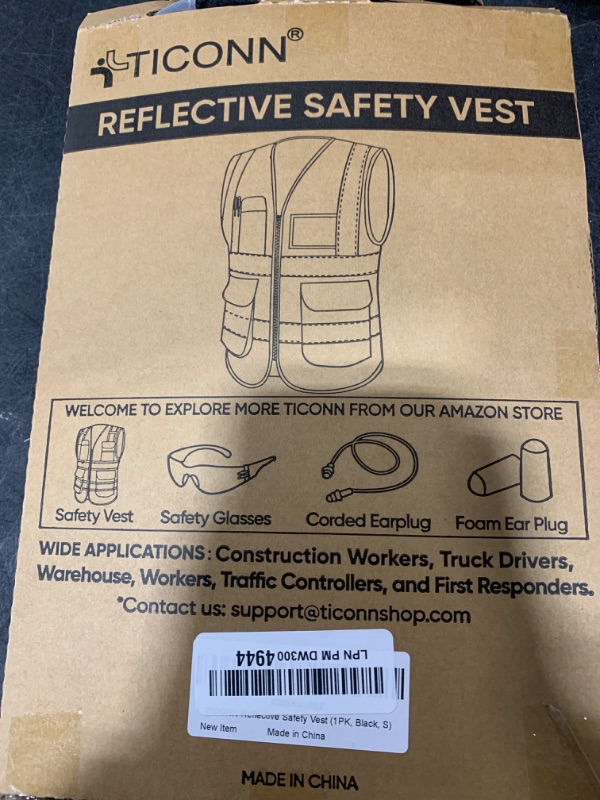 TICONN®
REFLECTIVE SAFETY VEST
WELCOME TO EXPLORE MORE TICONN FROM OUR AMAZON STORE
Safety Vest Safety Glasses Corded Earplug Foam Ear Plug
WIDE APPLICATIONS: Construction Workers, Truck Drivers,
Warehouse, Workers, Traffic Controllers, and First Responders.
*Contact us: support@ticonnshop.com
LPN PM DW300 4944
Reflective Safety Vest (1PK, Black, S)
New Item Made in China
MADE IN CHINA